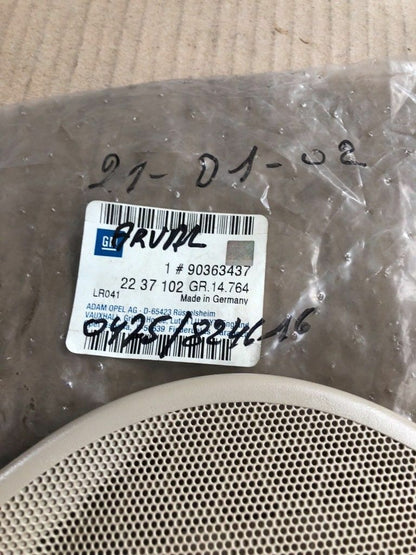 21-01-02
GM
ARVAL
1 # 90363437
22 37 102 GR.14.764
LR041 Made in Germany
ADAM OPEL AG - D-65423 Rüsselsheim
VAUXHALL
0425/